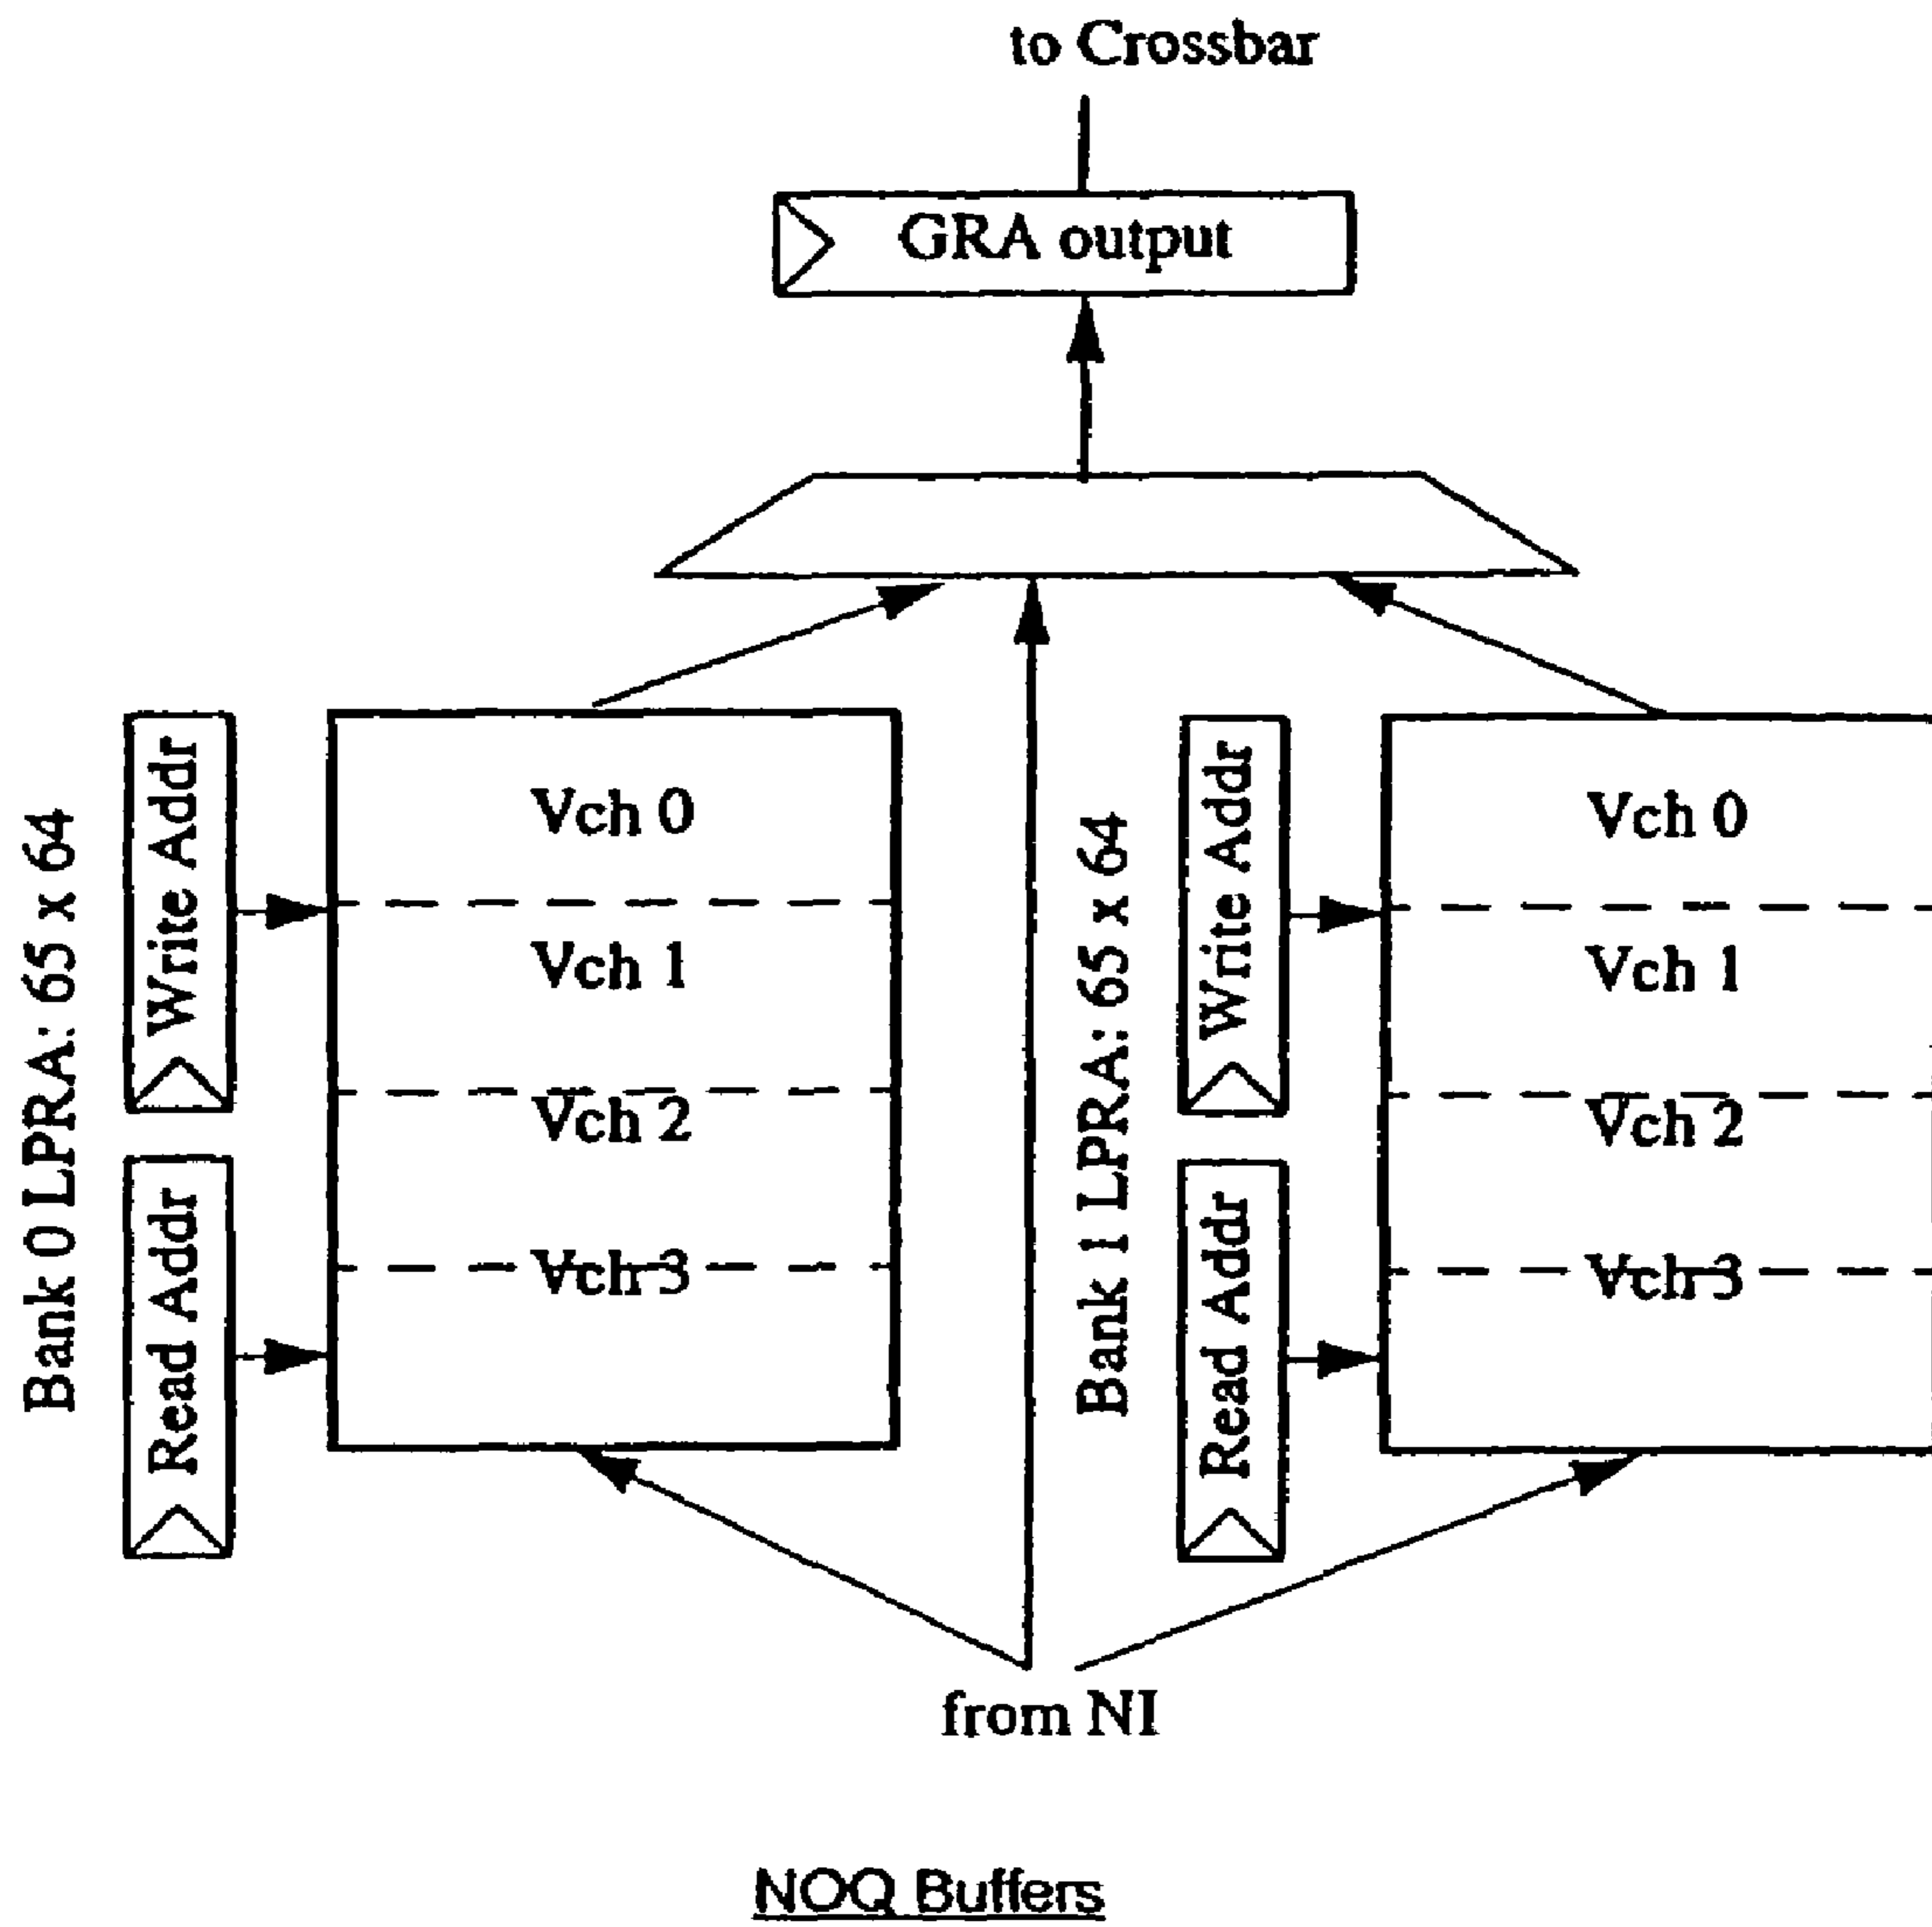 to Crossbar
GRA output
Bank 0 LPRA: 65 x 64
Write Addr
Read Addr
Vch 0
Vch 1
Vch 2
Vch 3
Bank 1 LPRA: 65 x 64
Write Addr
Read Addr
Vch 0
Vch 1
Vch 2
Vch 3
from NI
NOQ Buffers